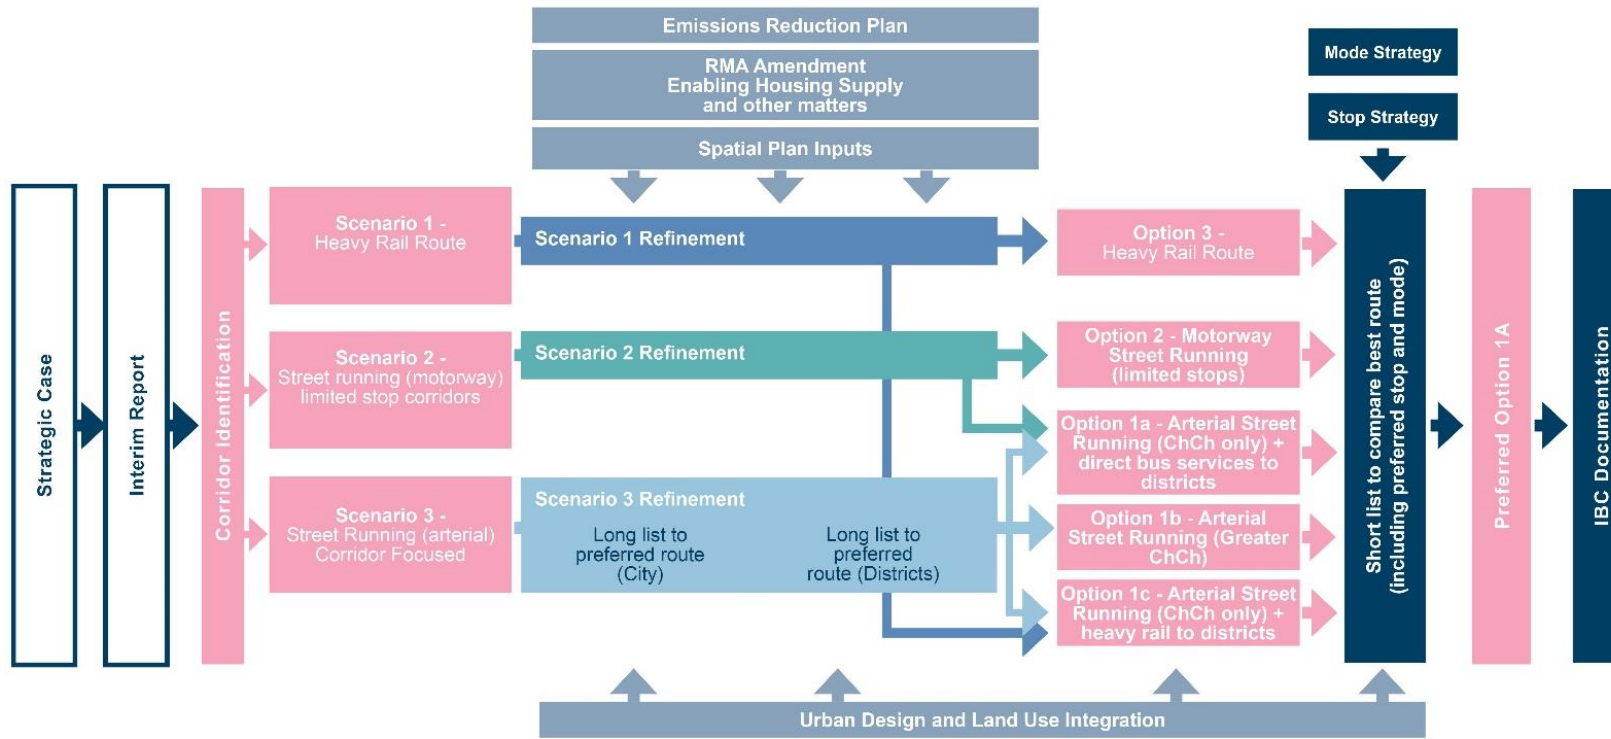 Emissions Reduction Plan
RMA Amendment
Enabling Housing Supply
and other matters
Spatial Plan Inputs
Mode Strategy
Stop Strategy
Strategic Case
Interim Report
Corridor Identification
Scenario 1 -
Heavy Rail Route
Scenario 2 -
Street running (motorway)
limited stop corridors
Scenario 3 -
Street Running (arterial)
Corridor Focused
Scenario 1 Refinement
Scenario 2 Refinement
Scenario 3 Refinement
Long list to
preferred route
(City)
Long list to
preferred
route (Districts)
Option 3 -
Heavy Rail Route
Option 2 - Motorway
Street Running
(limited stops)
Option 1a - Arterial Street
Running (ChCh only) +
direct bus services to
districts
Option 1b - Arterial
Street Running (Greater
ChCh)
Option 1c - Arterial Street
Running (ChCh only) +
heavy rail to districts
Short list to compare best route
(including preferred stop and mode)
Preferred Option 1A
IBC Documentation
Urban Design and Land Use Integration